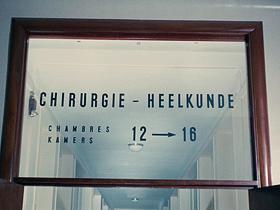 CHIRURGIE - HEELKUNDE
CHAMBRES
KAMERS
12 → 16